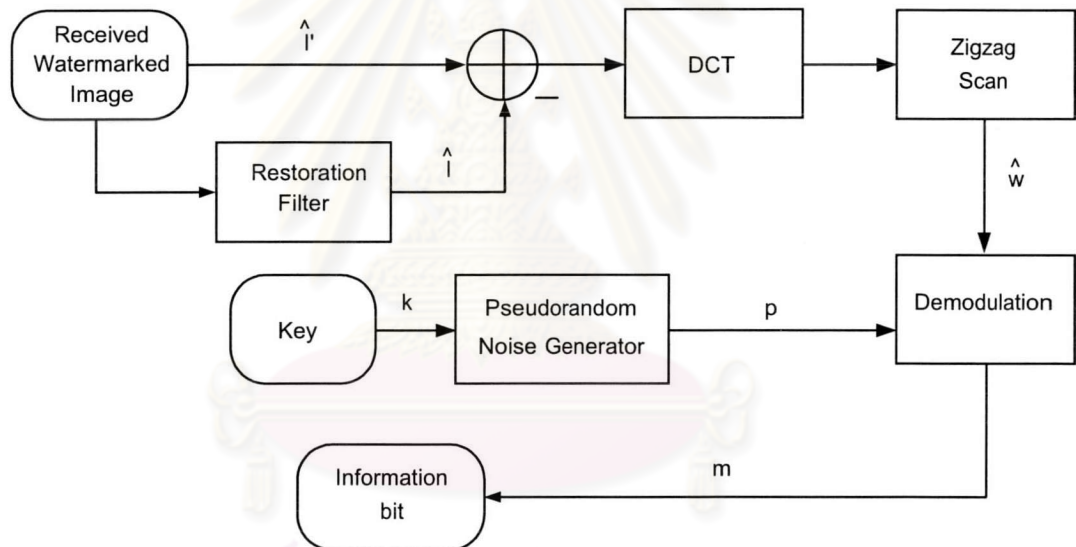 Received
Watermarked
Image
Î'
DCT
Zigzag
Scan
Restoration
Filter
Î
ŵ
Key
k
Pseudorandom
Noise Generator
p
Demodulation
Information
bit
m